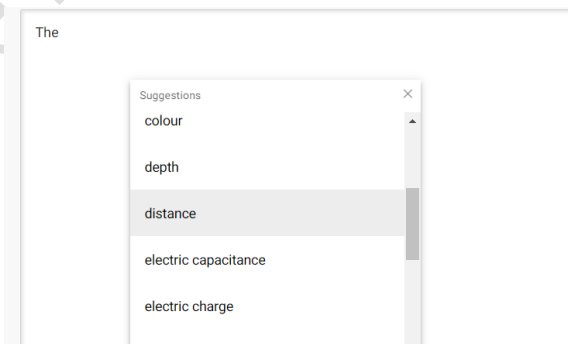 The
Suggestions
colour
depth
distance
electric capacitance
electric charge